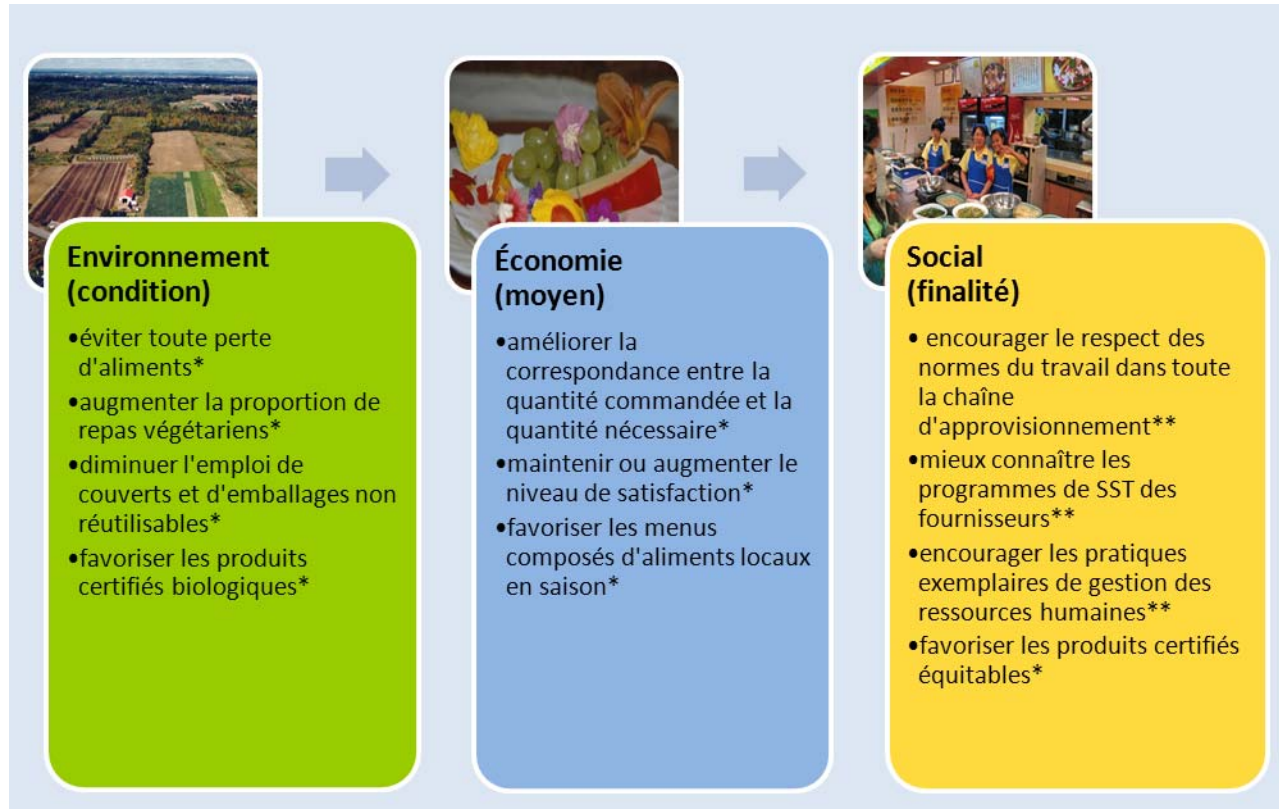 Environnement
(condition)
•éviter toute perte
d'aliments*
•augmenter la proportion de
repas végétariens*
•diminuer l'emploi de
couverts et d'emballages non
réutilisables*
•favoriser les produits
certifiés biologiques*
Économie
(moyen)
•améliorer la
correspondance entre la
quantité commandée et la
quantité nécessaire*
•maintenir ou augmenter le
niveau de satisfaction*
•favoriser les menus
composés d'aliments locaux
en saison*
Social
(finalité)
• encourager le respect des
normes du travail dans toute
la chaîne
d'approvisionnement**
•mieux connaître les
programmes de SST des
fournisseurs**
•encourager les pratiques
exemplaires de gestion des
ressources humaines**
•favoriser les produits certifiés
équitables*